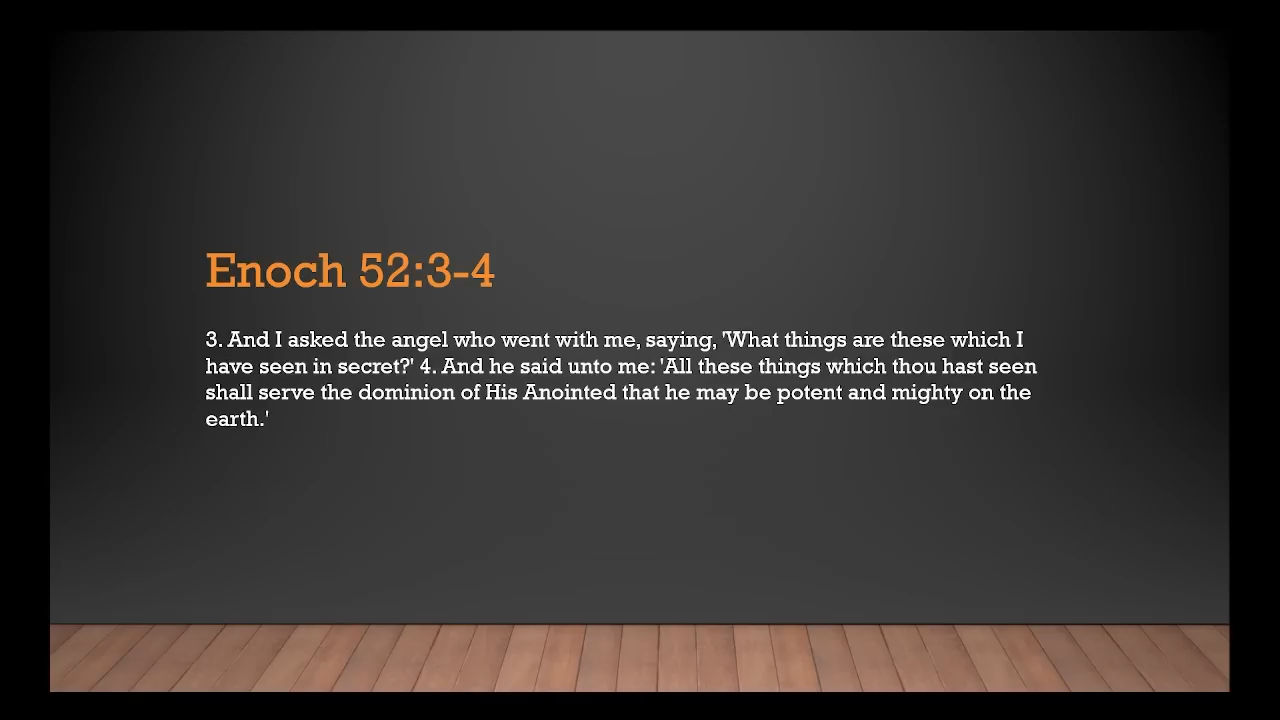 Enoch 52:3-4
3. And I asked the angel who went with me, saying, 'What things are these which I
have seen in secret?' 4. And he said unto me: 'All these things which thou hast seen
shall serve the dominion of His Anointed that he may be potent and mighty on the
earth.'